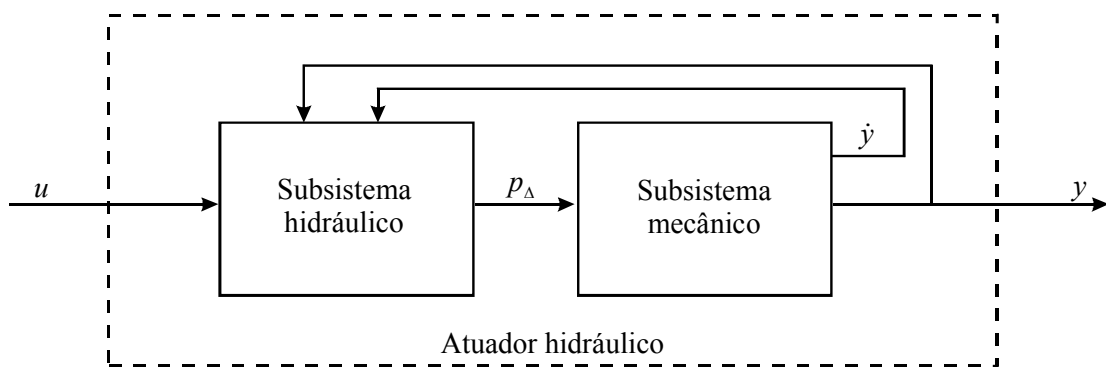 ẏ
u
Subsistema
hidráulico
p_Δ
Subsistema
mecânico
y
Atuador hidráulico